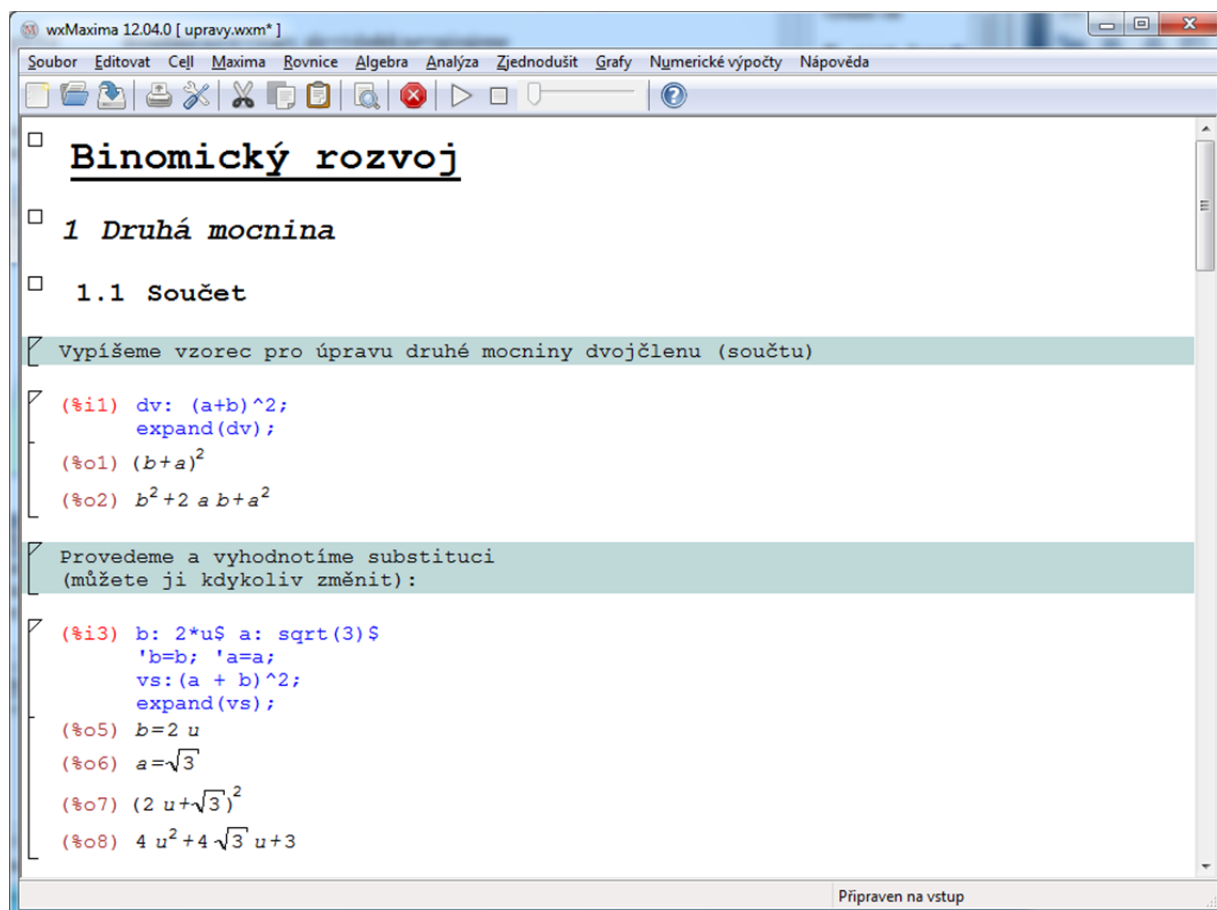 wxMaxima 12.04.0 [ upravy.wxm* ]
Soubor Editovat Cell Maxima Rovnice Algebra Analýza Zjednodušit Grafy Numerické výpočty Nápověda
Binomický rozvoj
1 Druhá mocnina
1.1 Součet
Vypíšeme vzorec pro úpravu druhé mocniny dvojčlenu (součtu)
(%i1) dv: (a+b)^2;
expand(dv);
(%o1) (b+a)²
(%o2) b²+2 a b+a²
Provedeme a vyhodnotíme substituci
(můžete ji kdykoliv změnit):
(%i3) b: 2*u$ a: sqrt(3)$
'b=b; 'a=a;
vs:(a + b)^2;
expand(vs);
(%o5) b=2 u
(%o6) a=√3
(%o7) (2 u+√3)²
(%o8) 4 u²+4 √3 u+3
Připraven na vstup